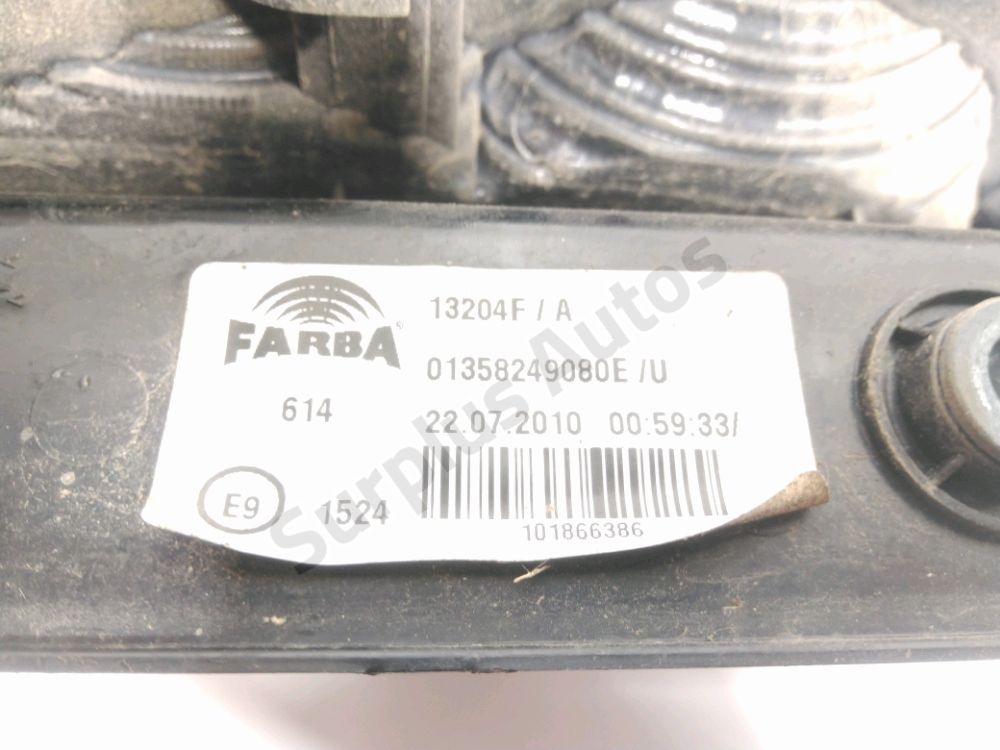 FARBA
®
614
E9 1524
13204F / A
01358249080E /U
22.07.2010 00:59:33/
101866386
Surplus Autos